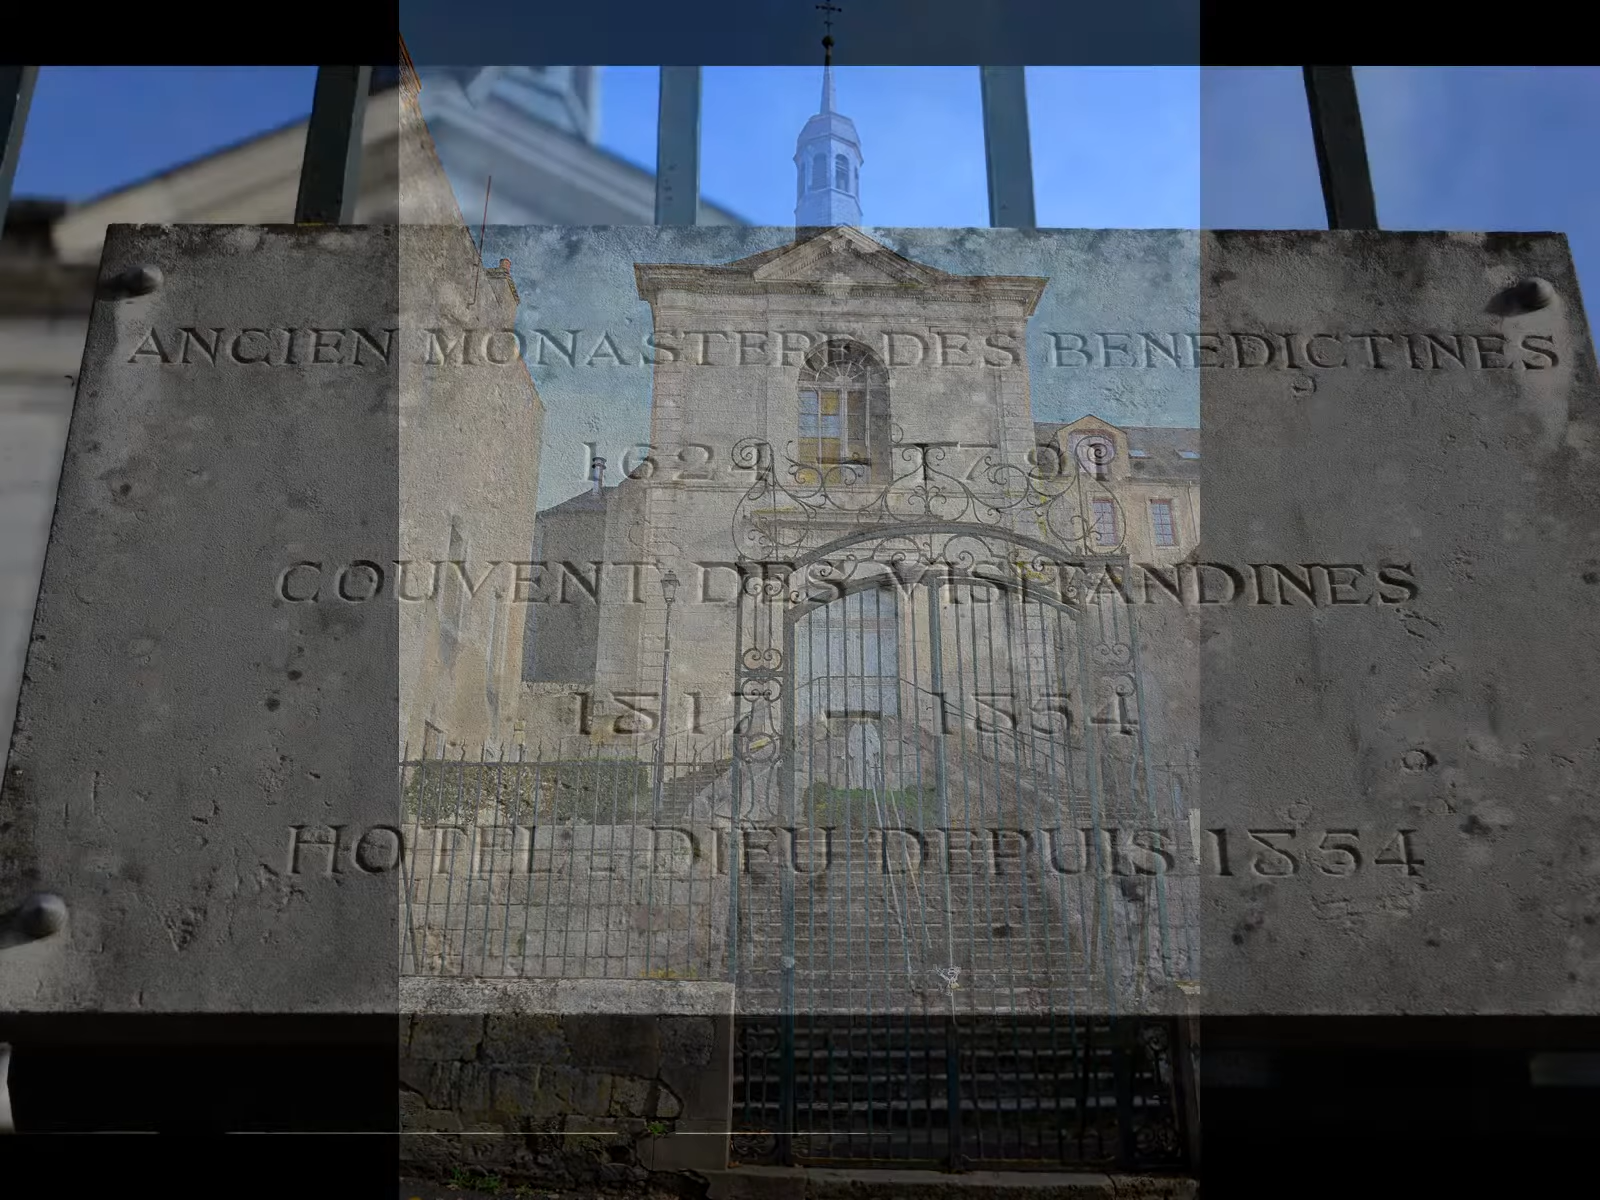 ANCIEN MONASTERE DES BENEDICTINES
1624 - 1791
COUVENT DES VISITANDINES
1817 - 1854
HOTEL - DIEU DEPUIS 1854